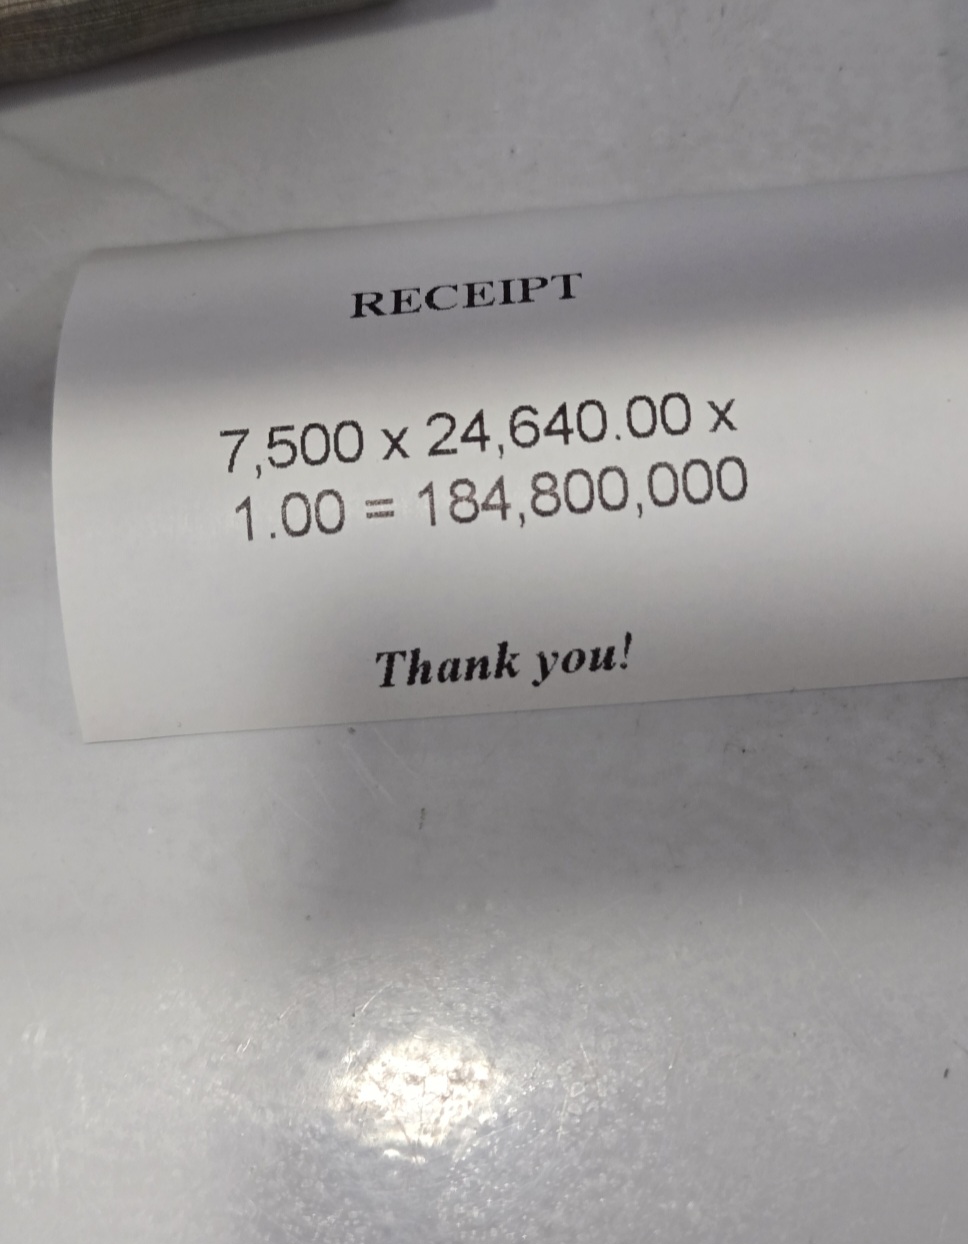 RECEIPT
7,500 x 24,640.00 x
1.00 = 184,800,000
Thank you!